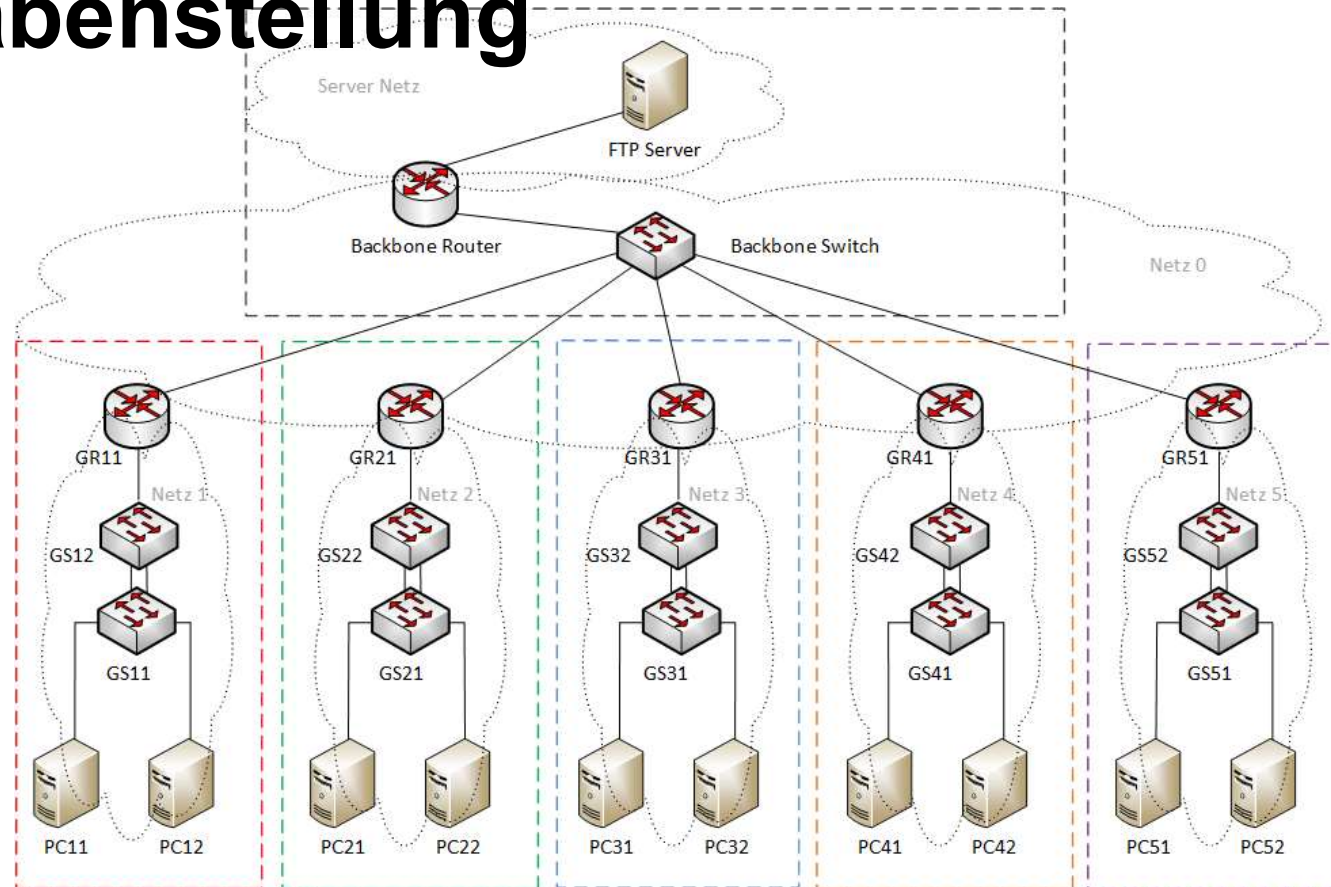 abenstellung
Server Netz
FTP Server
Backbone Router
Backbone Switch
Netz 0
GR11
GR21
GR31
GR41
GR51
Netz 1
Netz 2
Netz 3
Netz 4
Netz 5
GS12
GS22
GS32
GS42
GS52
GS11
GS21
GS31
GS41
GS51
PC11
PC12
PC21
PC22
PC31
PC32
PC41
PC42
PC51
PC52